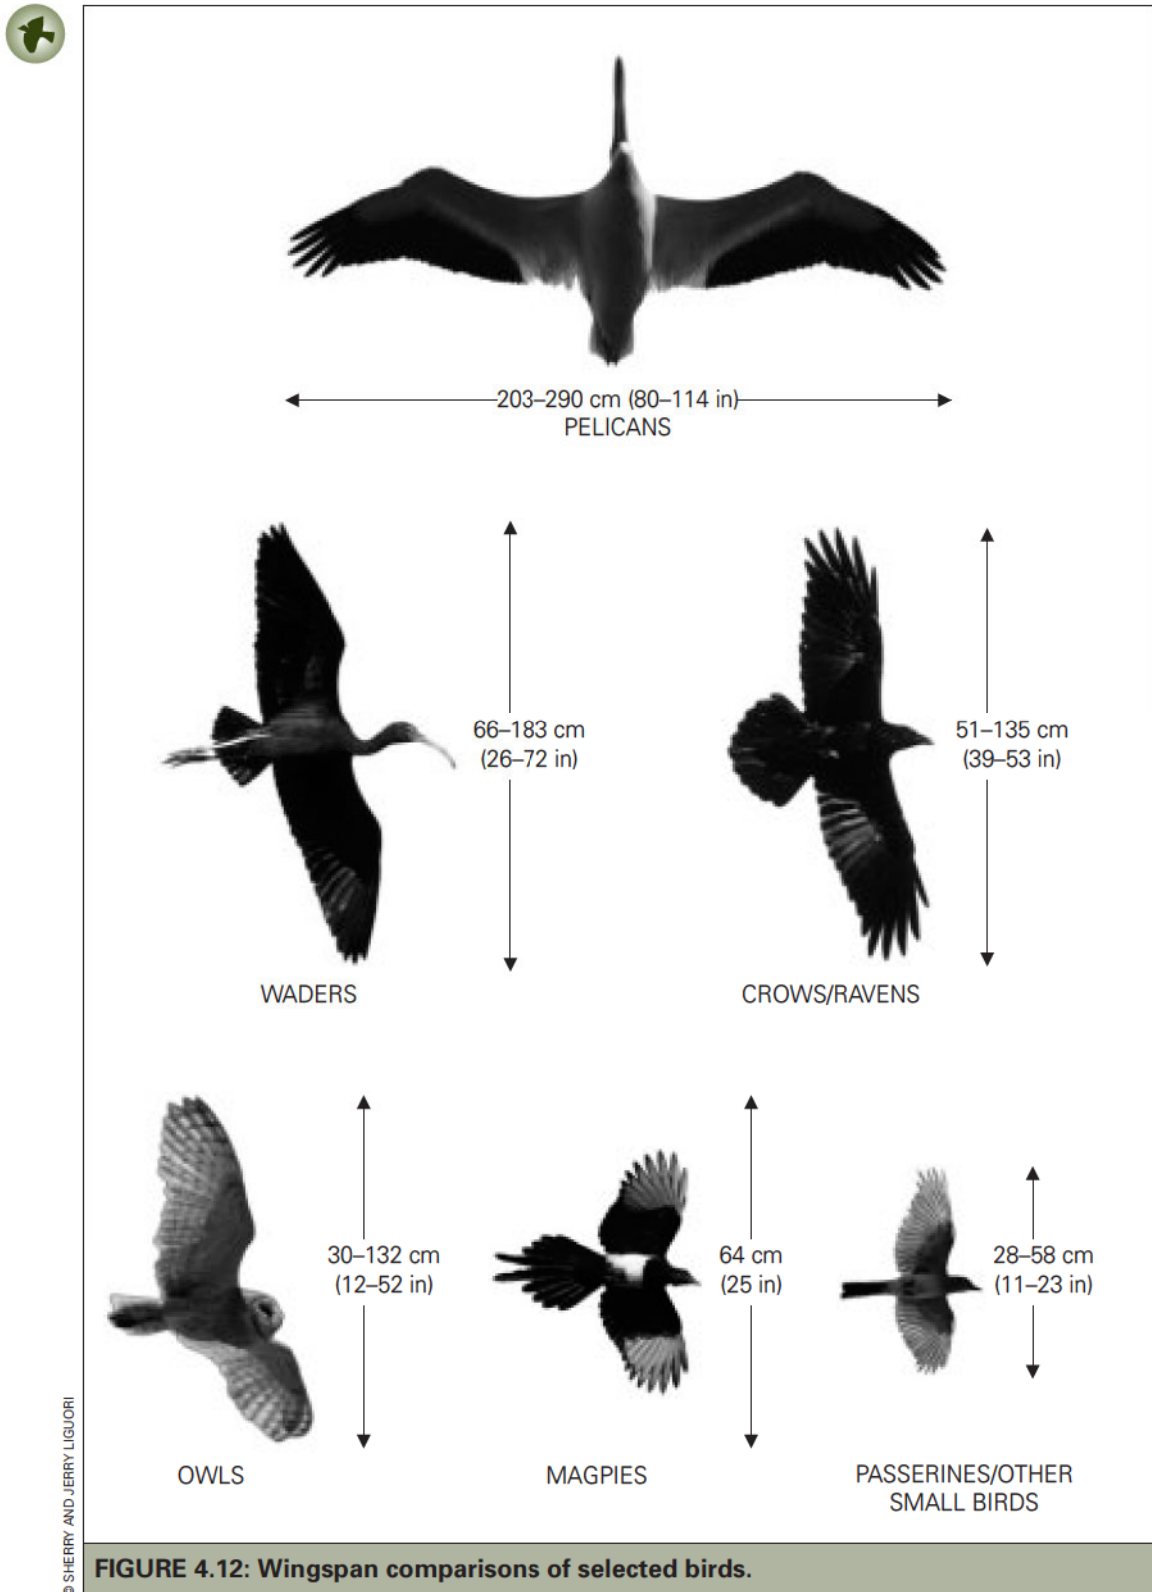 203–290 cm (80–114 in)
PELICANS
66–183 cm
(26–72 in)
51–135 cm
(39–53 in)
WADERS
CROWS/RAVENS
30–132 cm
(12–52 in)
64 cm
(25 in)
28–58 cm
(11–23 in)
OWLS
MAGPIES
PASSERINES/OTHER
SMALL BIRDS
© SHERRY AND JERRY LIGUORI
FIGURE 4.12: Wingspan comparisons of selected birds.